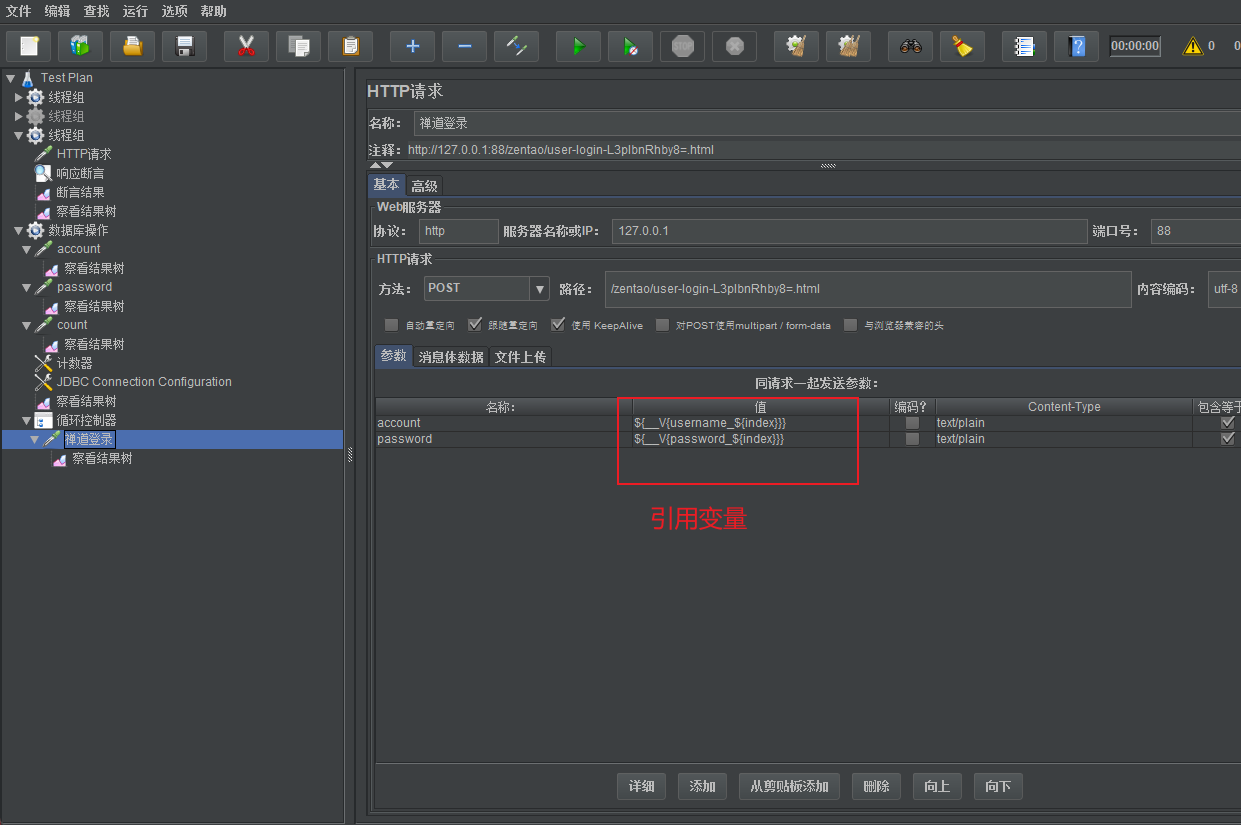 文件 编辑 查找 运行 选项 帮助
00:00:00 0
Test Plan
线程组
线程组
线程组
HTTP请求
响应断言
断言结果
察看结果树
数据库操作
account
察看结果树
password
察看结果树
count
察看结果树
计数器
JDBC Connection Configuration
察看结果树
循环控制器
禅道登录
察看结果树
HTTP请求
名称： 禅道登录
注释： http://127.0.0.1:88/zentao/user-login-L3plbnRhby8=.html
基本 高级
Web服务器
协议： http 服务器名称或IP： 127.0.0.1 端口号： 88
HTTP请求
方法： POST 路径： /zentao/user-login-L3plbnRhby8=.html 内容编码： utf-8
自动重定向 跟随重定向 使用 KeepAlive 对POST使用multipart / form-data 与浏览器兼容的头
参数 消息体数据 文件上传
同请求一起发送参数：
名称： 值 编码？ Content-Type 包含等于
account ${__V{username_${index}}} text/plain
password ${__V{password_${index}}} text/plain
引用变量
详细 添加 从剪贴板添加 删除 向上 向下